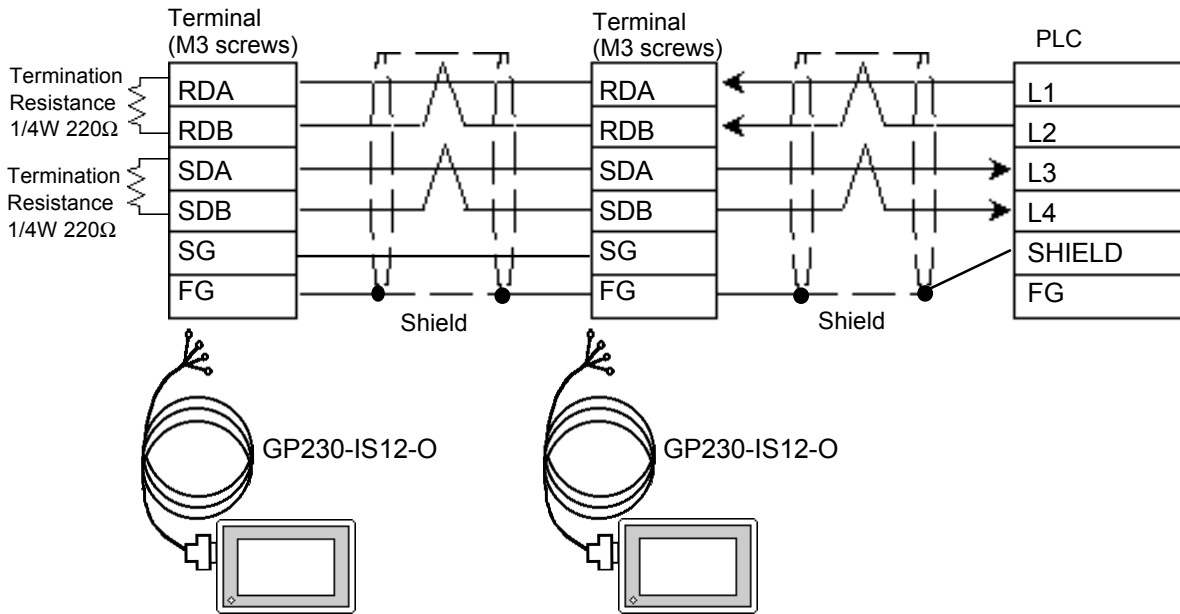 Terminal
(M3 screws)
Terminal
(M3 screws)
PLC
Termination
Resistance
1/4W 220Ω
Termination
Resistance
1/4W 220Ω
RDA
RDB
SDA
SDB
SG
FG
Shield
RDA
RDB
SDA
SDB
SG
FG
Shield
L1
L2
L3
L4
SHIELD
FG
GP230-IS12-O
GP230-IS12-O